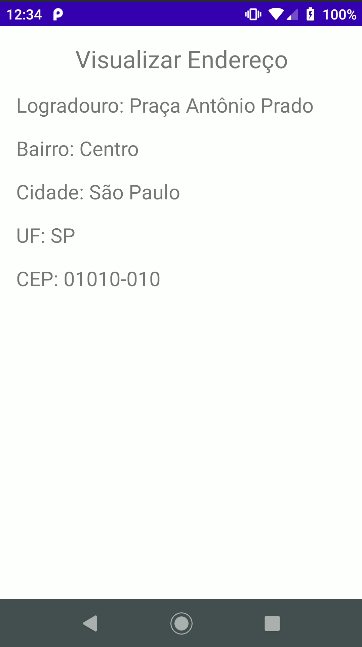 12:34 100%
Visualizar Endereço
Logradouro: Praça Antônio Prado
Bairro: Centro
Cidade: São Paulo
UF: SP
CEP: 01010-010